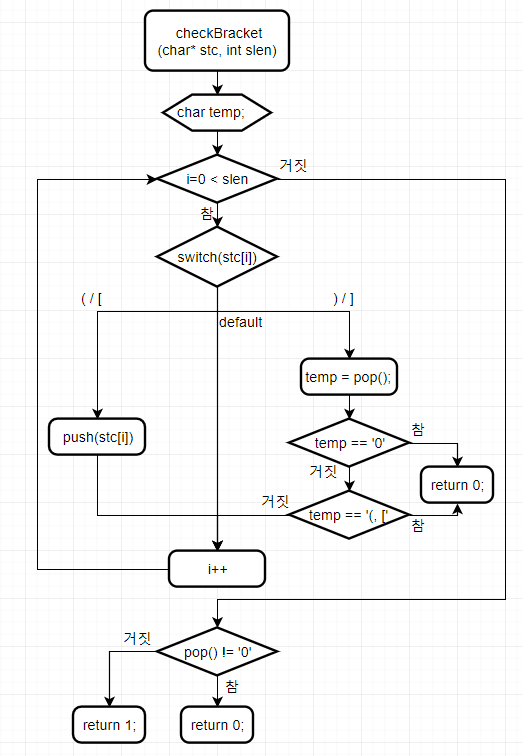 checkBracket
(char* stc, int slen)
char temp;
거짓
i=0 < slen
참
switch(stc[i])
( / [
) / ]
default
temp = pop();
push(stc[i])
temp == '0'
참
거짓
return 0;
거짓
temp == '(, ['
참
i++
거짓
pop() != '0'
참
return 1;
return 0;